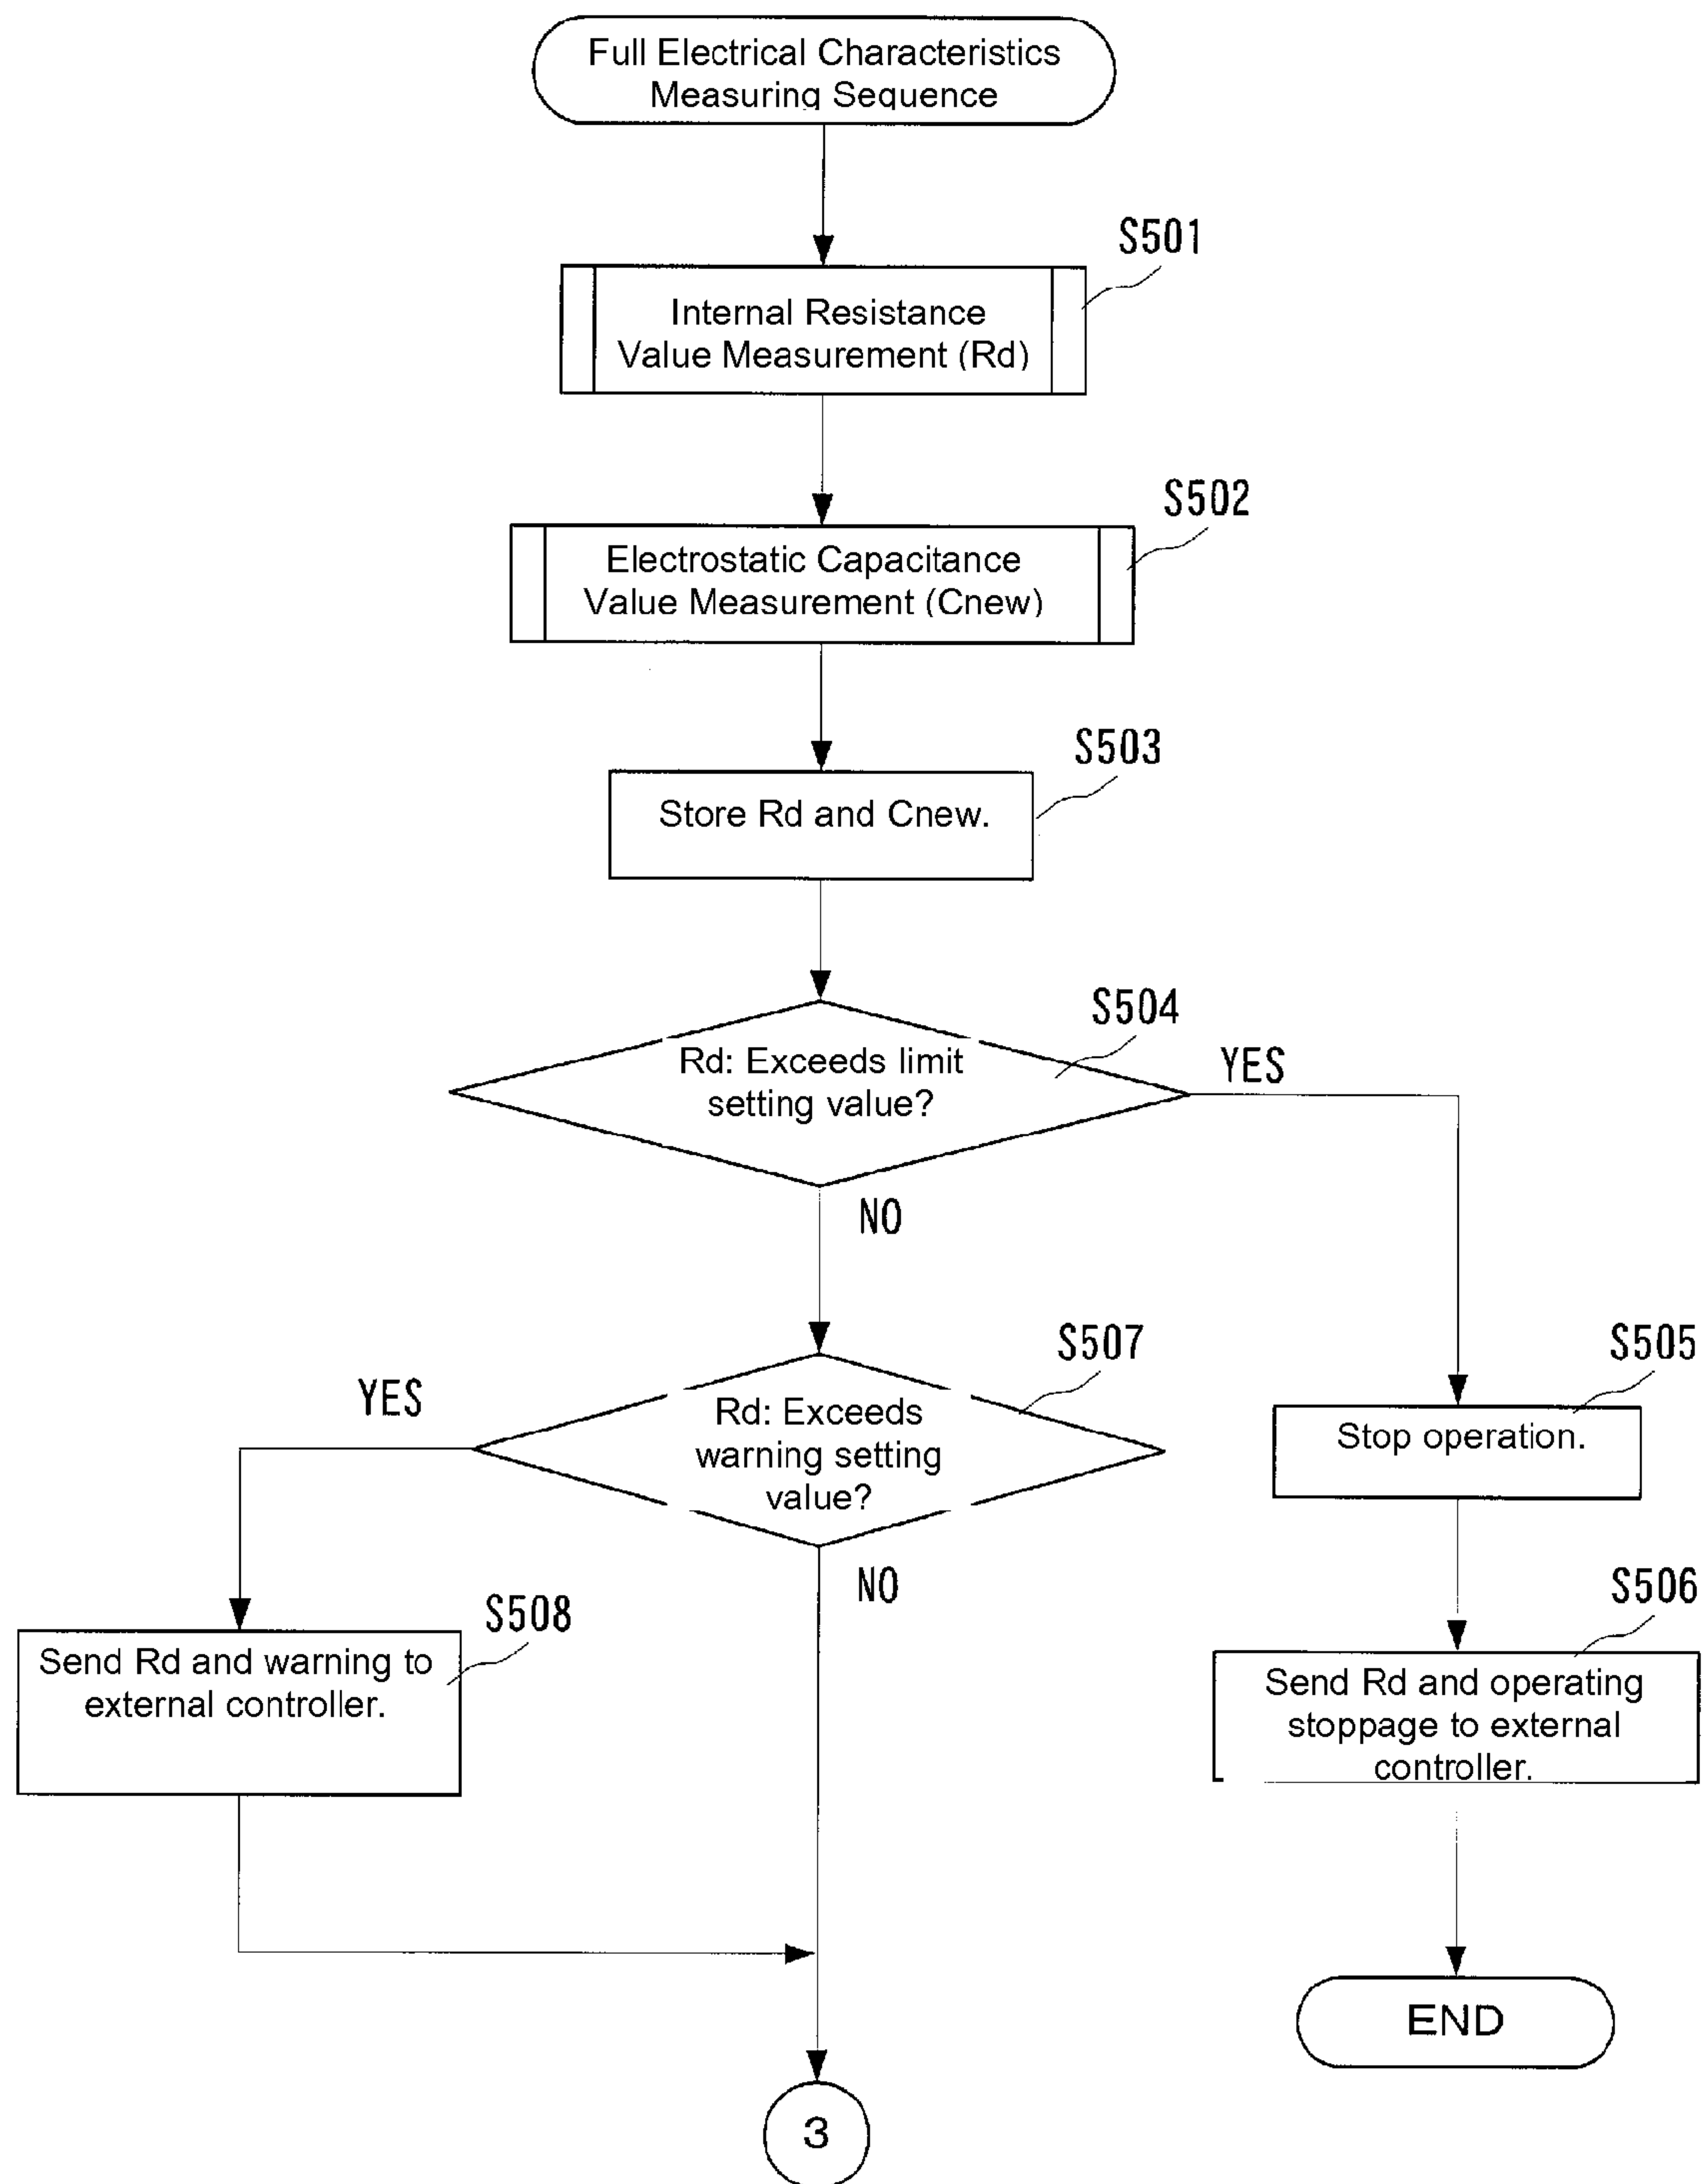 Full Electrical Characteristics
Measuring Sequence
S501
Internal Resistance
Value Measurement (Rd)
S502
Electrostatic Capacitance
Value Measurement (Cnew)
S503
Store Rd and Cnew.
S504
Rd: Exceeds limit
setting value?
YES
NO
S507
Rd: Exceeds
warning setting
value?
YES
NO
S505
Stop operation.
S508
Send Rd and warning to
external controller.
S506
Send Rd and operating
stoppage to external
controller.
END
3